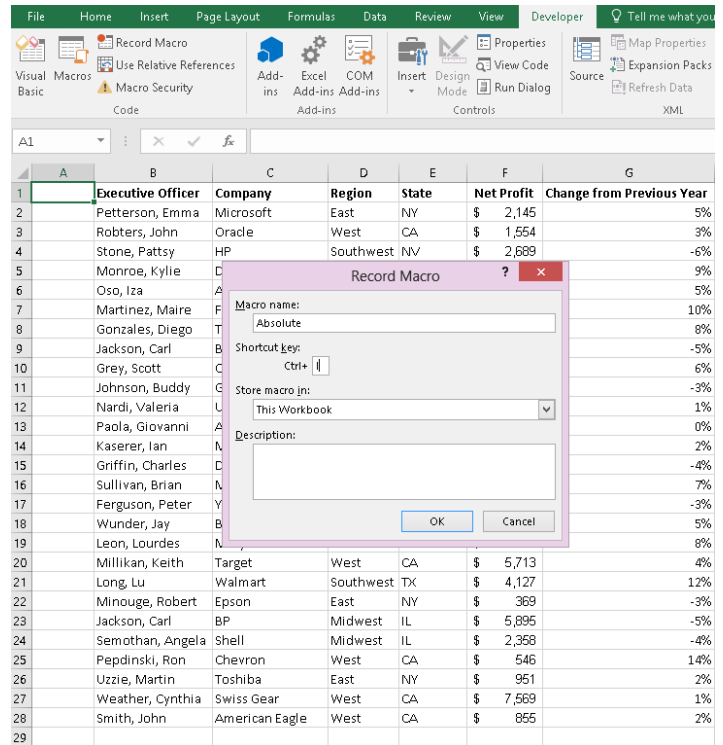 File Home Insert Page Layout Formulas Data Review View Developer Tell me what you
Visual Basic
Macros
Record Macro
Use Relative References
Macro Security
Code
Add-ins
Excel Add-ins
COM Add-ins
Add-ins
Insert
Design Mode
Properties
View Code
Run Dialog
Controls
Source
Map Properties
Expansion Packs
Refresh Data
XML
A1 fx
A B C D E F G
1 Executive Officer Company Region State Net Profit Change from Previous Year
2 Petterson, Emma Microsoft East NY $ 2,145 5%
3 Robters, John Oracle West CA $ 1,554 3%
4 Stone, Pattsy HP Southwest NV $ 2,689 -6%
5 Monroe, Kylie 9%
6 Oso, Iza 5%
7 Martinez, Maire 10%
8 Gonzales, Diego 8%
9 Jackson, Carl -5%
10 Grey, Scott 6%
11 Johnson, Buddy -3%
12 Nardi, Valeria 1%
13 Paola, Giovanni 0%
14 Kaserer, Ian 2%
15 Griffin, Charles -4%
16 Sullivan, Brian 7%
17 Ferguson, Peter -3%
18 Wunder, Jay 5%
19 Leon, Lourdes 8%
20 Millikan, Keith Target West CA $ 5,713 4%
21 Long, Lu Walmart Southwest TX $ 4,127 12%
22 Minouge, Robert Epson East NY $ 369 -3%
23 Jackson, Carl BP Midwest IL $ 5,895 -5%
24 Semothan, Angela Shell Midwest IL $ 2,358 -4%
25 Pepdinski, Ron Chevron West CA $ 546 14%
26 Uzzie, Martin Toshiba East NY $ 951 2%
27 Weather, Cynthia Swiss Gear West CA $ 7,569 1%
28 Smith, John American Eagle West CA $ 855 2%
29
Record Macro ? ×
Macro name:
Absolute
Shortcut key:
Ctrl+
Store macro in:
This Workbook
Description:
OK Cancel